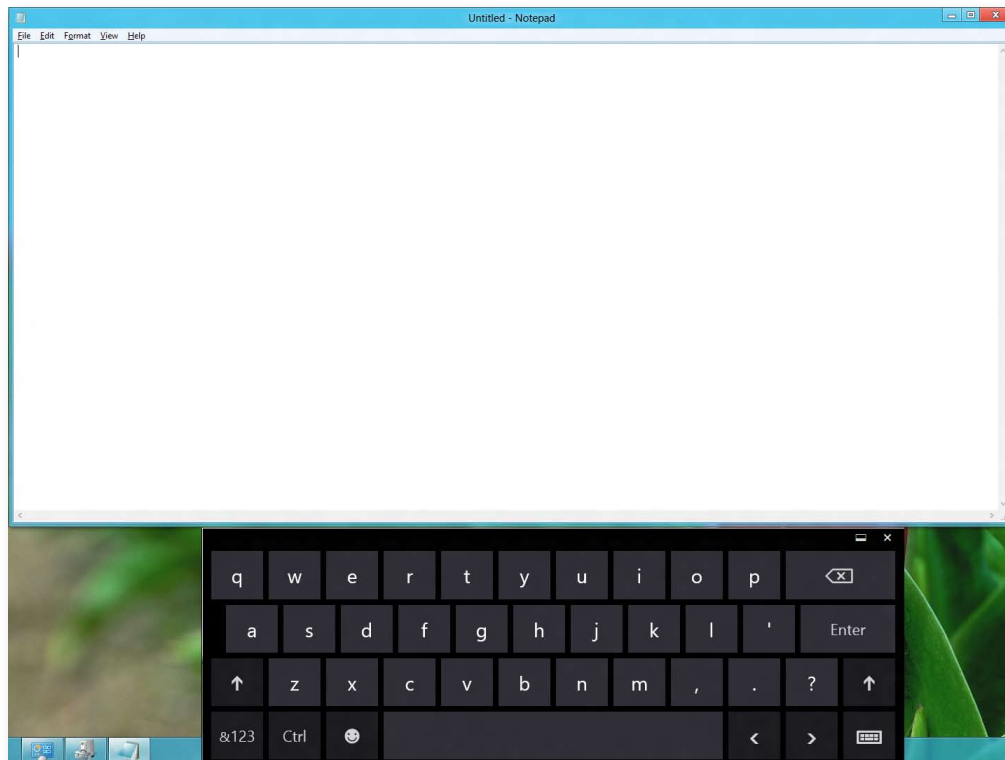 Untitled - Notepad
File Edit Format View Help
q w e r t y u i o p
a s d f g h j k l ' Enter
z x c v b n m , . ?
&123 Ctrl < >